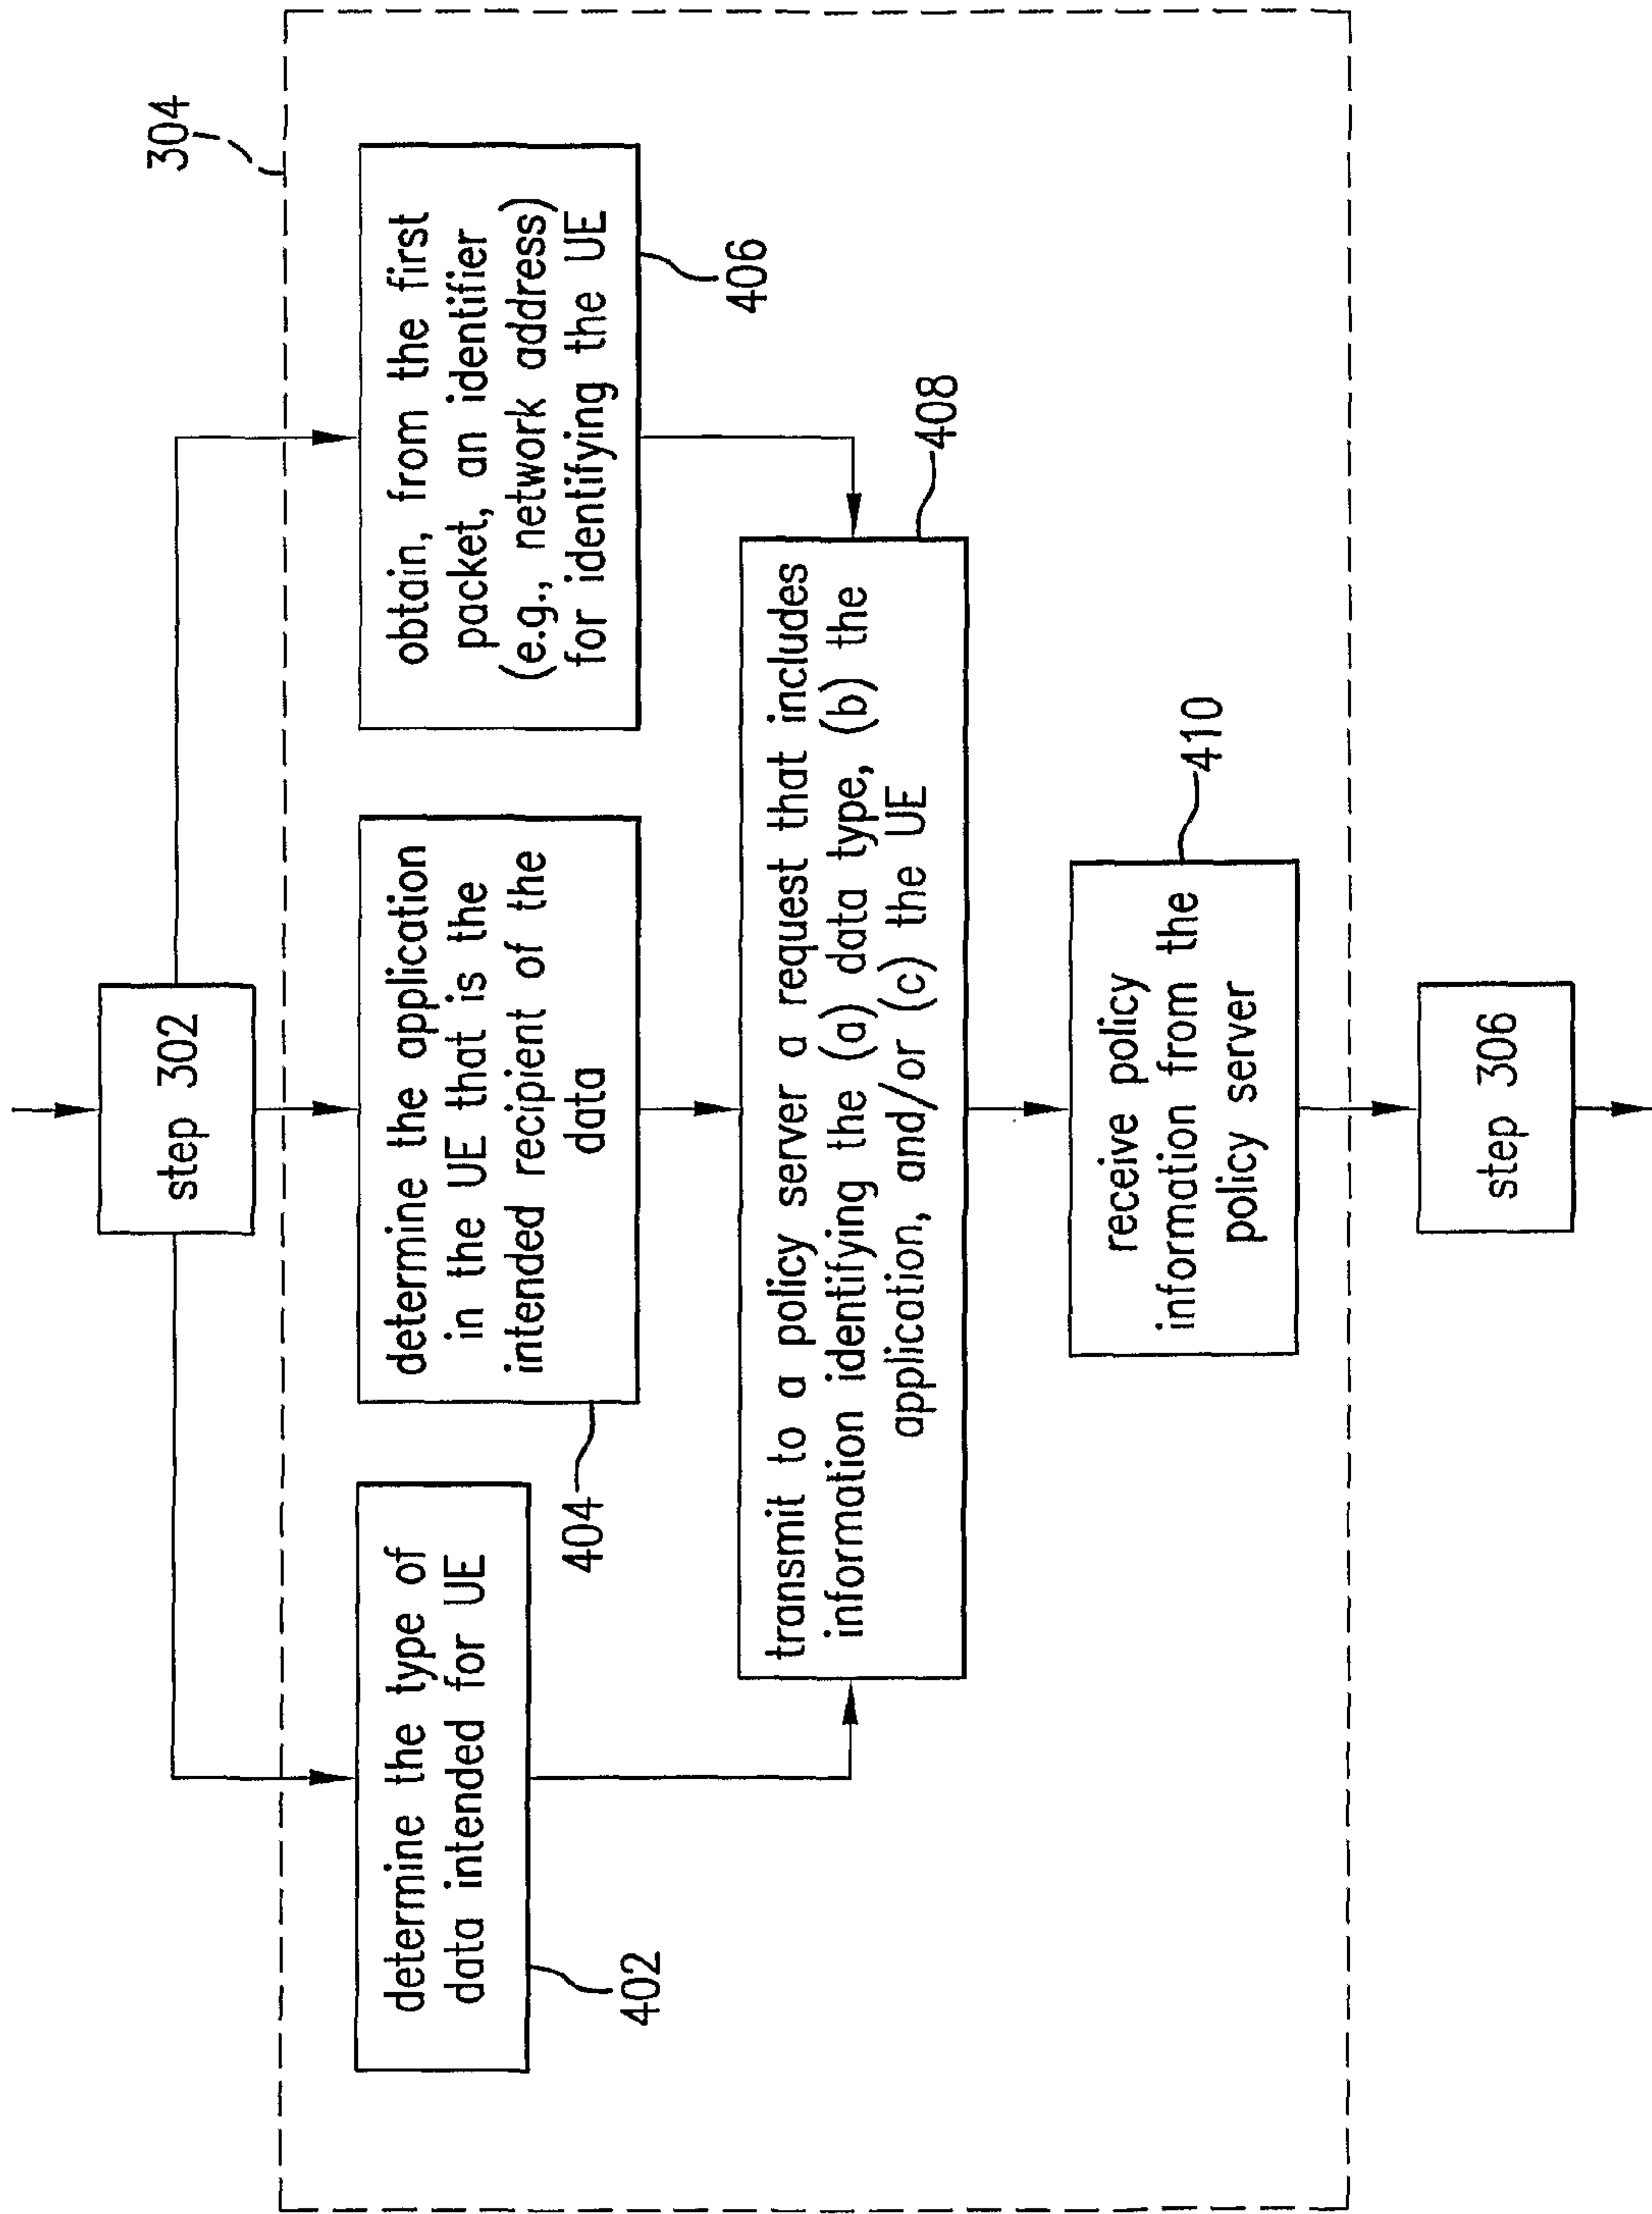 304
step 302
determine the type of
data intended for UE
402
determine the application
in the UE that is the
intended recipient of the
data
404
obtain, from the first
packet, an identifier
(e.g., network address)
for identifying the UE
406
transmit to a policy server a request that includes
information identifying the (a) data type, (b) the
application, and/or (c) the UE
408
receive policy
information from the
policy server
410
step 306